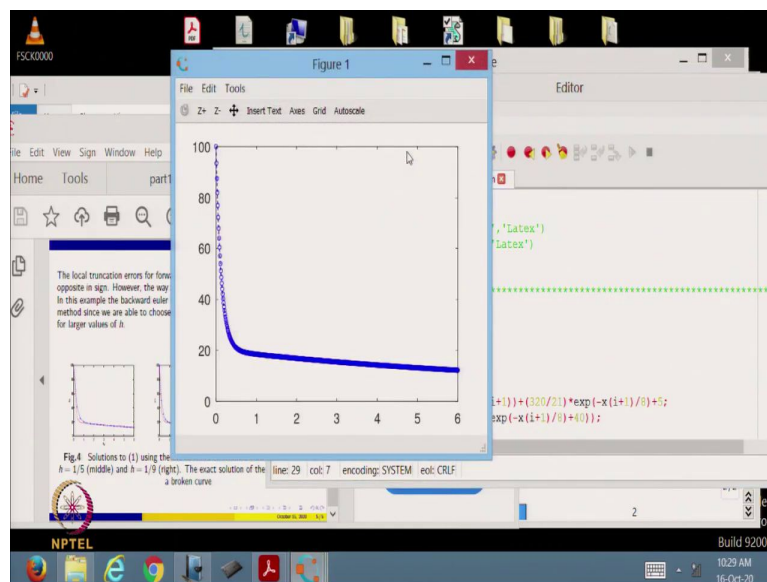 FSCK0000
Figure 1
Editor
File Edit Tools
Z+ Z- Insert Text Axes Grid Autoscale
File Edit View Sign Window Help
Home Tools
100
80
60
40
20
0
0 1 2 3 4 5 6
','Latex')
'Latex')
i+1))+(320/21)*exp(-x(i+1)/8)+5;
exp(-x(i+1)/8)+40));
The local truncation errors for forw
opposite in sign. However, the way
In this example the backward euler
method since we are able to choose
for larger values of h.
Fig.4 Solutions to (1) using the
h = 1/5 (middle) and h = 1/9 (right). The exact solution of the
a broken curve
line: 29 col: 7 encoding: SYSTEM eol: CRLF
2
NPTEL
Build 9200
10:29 AM
16-Oct-20